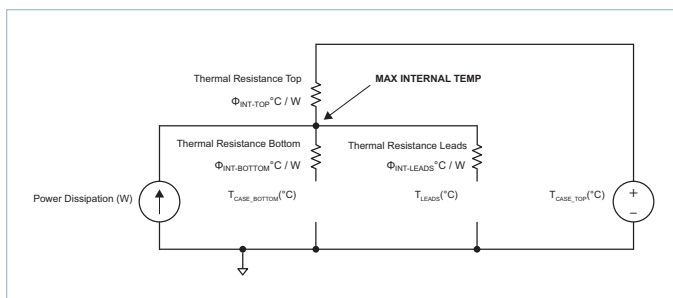 Thermal Resistance Top
MAX INTERNAL TEMP
ΦINT-TOP°C / W
Thermal Resistance Bottom
Thermal Resistance Leads
ΦINT-BOTTOM°C / W
ΦINT-LEADS°C / W
Power Dissipation (W)
TCASE_BOTTOM(°C)
TLEADS(°C)
TCASE_TOP(°C)
+
–